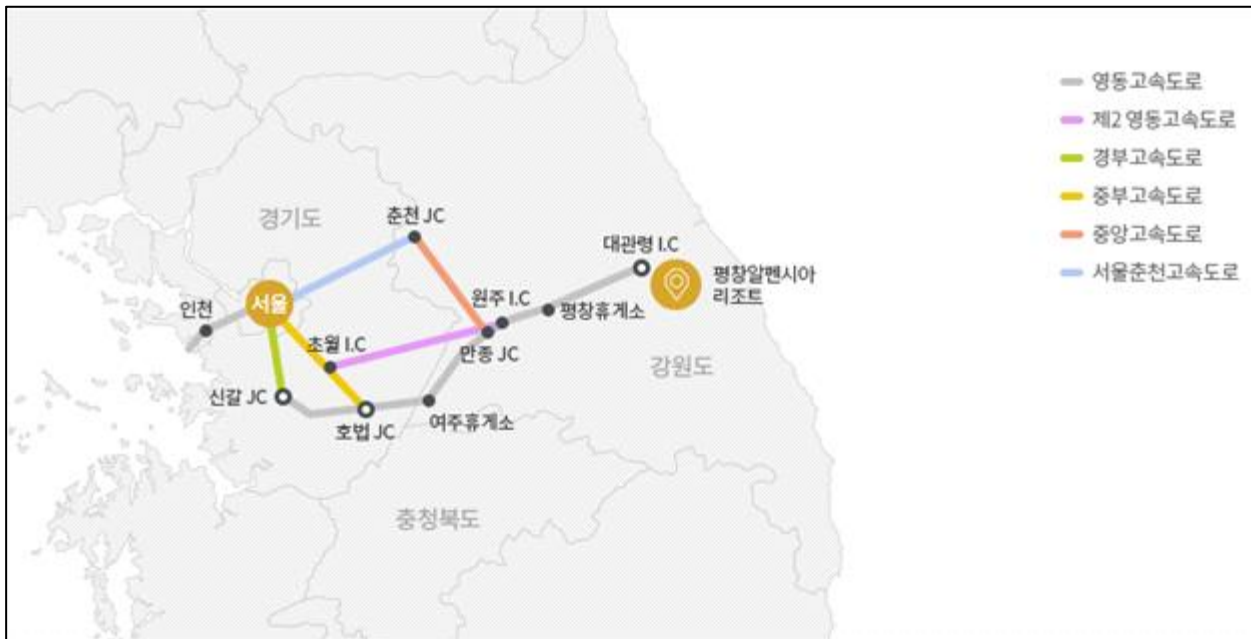 영동고속도로
제2 영동고속도로
경부고속도로
중부고속도로
중앙고속도로
서울춘천고속도로
경기도
춘천 JC
대관령 I.C
평창알펜시아
리조트
인천
서울
원주 I.C
평창휴게소
초월 I.C
만종 JC
강원도
신갈 JC
호법 JC
여주휴게소
충청북도